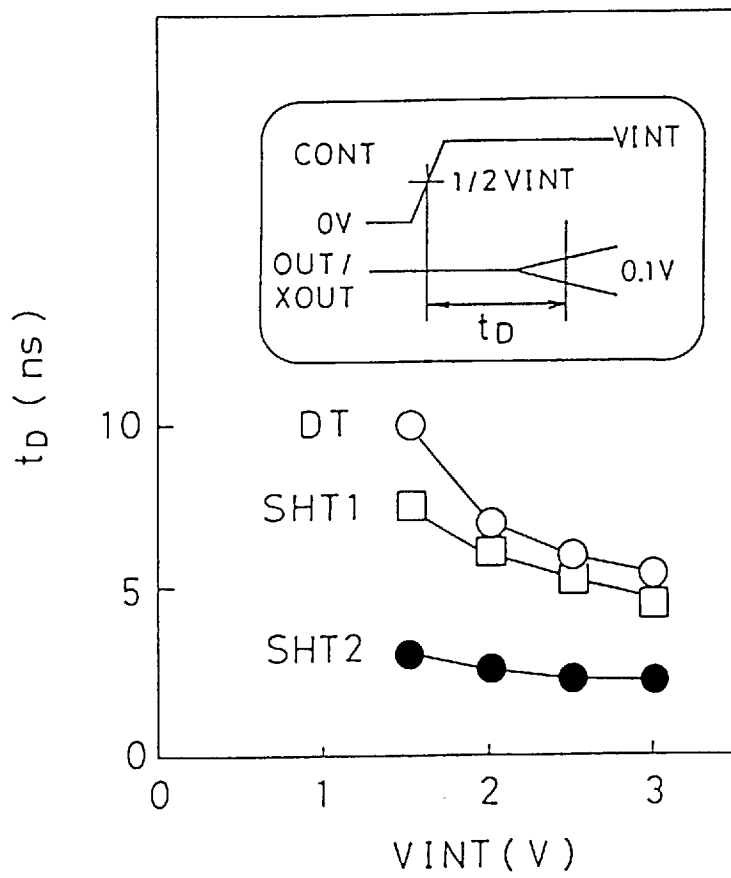 CONT
VINT
1/2 VINT
0V
OUT/
XOUT
0.1V
tD
tD (ns)
10
DT
SHT1
5
SHT2
0
0
1
2
3
VINT (V)